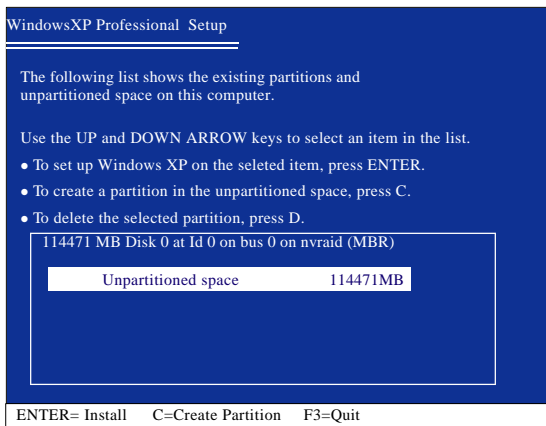 WindowsXP Professional  Setup
The following list shows the existing partitions and
unpartitioned space on this computer.
Use the UP and DOWN ARROW keys to select an item in the list.
● To set up Windows XP on the seleted item, press ENTER.
● To create a partition in the unpartitioned space, press C.
● To delete the selected partition, press D.
114471 MB Disk 0 at Id 0 on bus 0 on nvraid (MBR)
Unpartitioned space 114471MB
ENTER= Install C=Create Partition F3=Quit